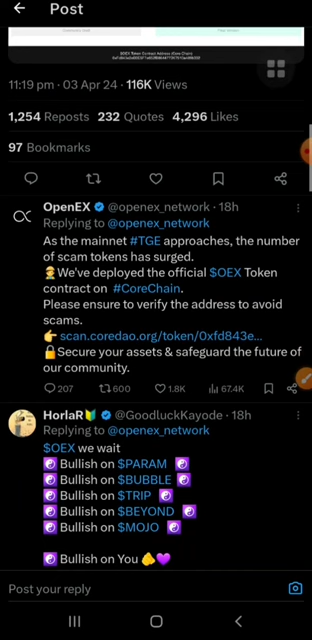 Post
11:19 pm · 03 Apr 24 · 116K Views
1,254 Reposts 232 Quotes 4,296 Likes
97 Bookmarks
OpenEX @openex_network · 18h
Replying to @openex_network
As the mainnet #TGE approaches, the number
of scam tokens has surged.
We've deployed the official $OEX Token
contract on #CoreChain.
Please ensure to verify the address to avoid
scams.
👉 scan.coredao.org/token/0xfd843e...
🔒Secure your assets & safeguard the future of
our community.
207 600 1.8K 67.4K
HorlaR🔰 @GoodluckKayode · 18h
Replying to @openex_network
$OEX we wait
☯️ Bullish on $PARAM ☯️
☯️ Bullish on $BUBBLE ☯️
☯️ Bullish on $TRIP ☯️
☯️ Bullish on $BEYOND ☯️
☯️ Bullish on $MOJO ☯️
☯️ Bullish on You 🫵💜
Post your reply